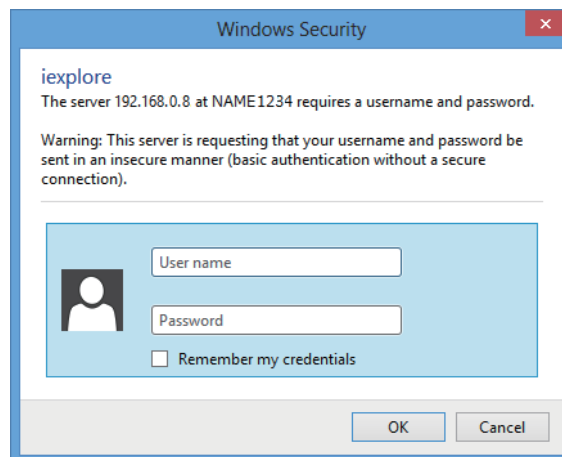 Windows Security
iexplore
The server 192.168.0.8 at NAME1234 requires a username and password.
Warning: This server is requesting that your username and password be
sent in an insecure manner (basic authentication without a secure
connection).
User name
Password
Remember my credentials
OK Cancel